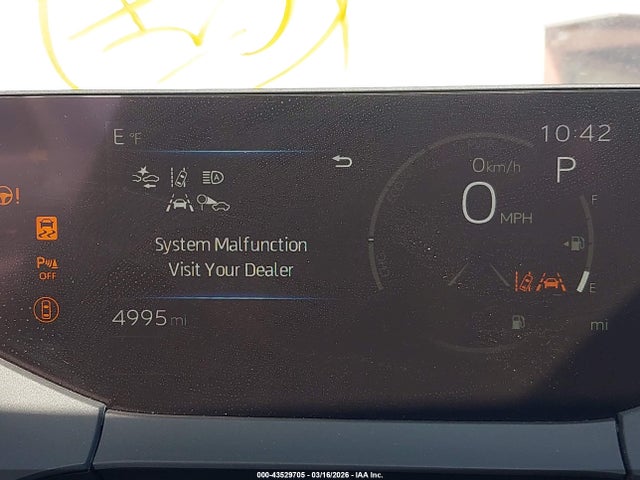 E °F
10:42
0 km/h
P
0 MPH
F
System Malfunction
Visit Your Dealer
P OFF
E
4995 mi
mi
000-43529705 - 03/16/2026 - IAA Inc.